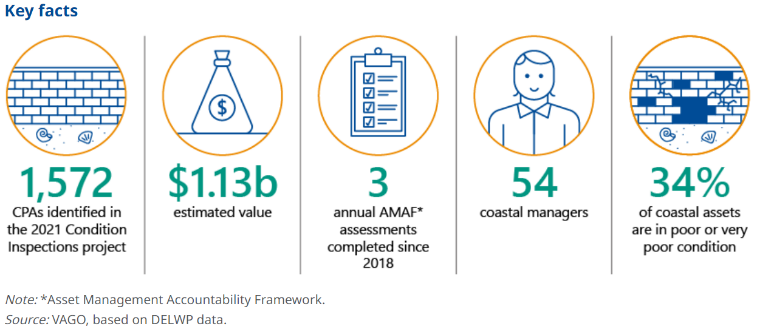 Key facts
$
1,572
CPAs identified in
the 2021 Condition
Inspections project
$1.13b
estimated value
3
annual AMAF*
assessments
completed since
2018
54
coastal managers
34%
of coastal assets
are in poor or very
poor condition
Note: *Asset Management Accountability Framework.
Source: VAGO, based on DELWP data.